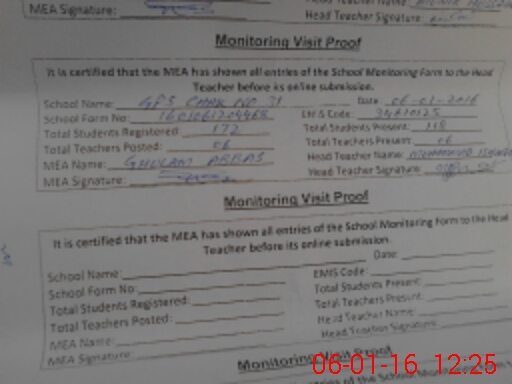 MEA Signature:
Head Teacher Signature:
Monitoring Visit Proof
It is certified that the MEA has shown all entries of the School Monitoring Form to the Head
Teacher before its online submission.
School Name: GPS CHAK NO 31 Date: 06-01-2016
School Form No: EMIS Code:
Total Students Registered: 172 Total Students Present:
Total Teachers Posted: 06 Total Teachers Present: 06
MEA Name: GHULAM ABBAS Head Teacher Name: MUHAMMAD
MEA Signature: Head Teacher Signature:
Monitoring Visit Proof
It is certified that the MEA has shown all entries of the School Monitoring Form to the Head
Teacher before its online submission.
School Name: Date:
School Form No: EMIS Code:
Total Students Registered: Total Students Present:
Total Teachers Posted: Total Teachers Present:
MEA Name: Head Teacher Name:
MEA Signature: Head Teacher Signature:
Monitoring Visit Proof
06-01-16 12:25